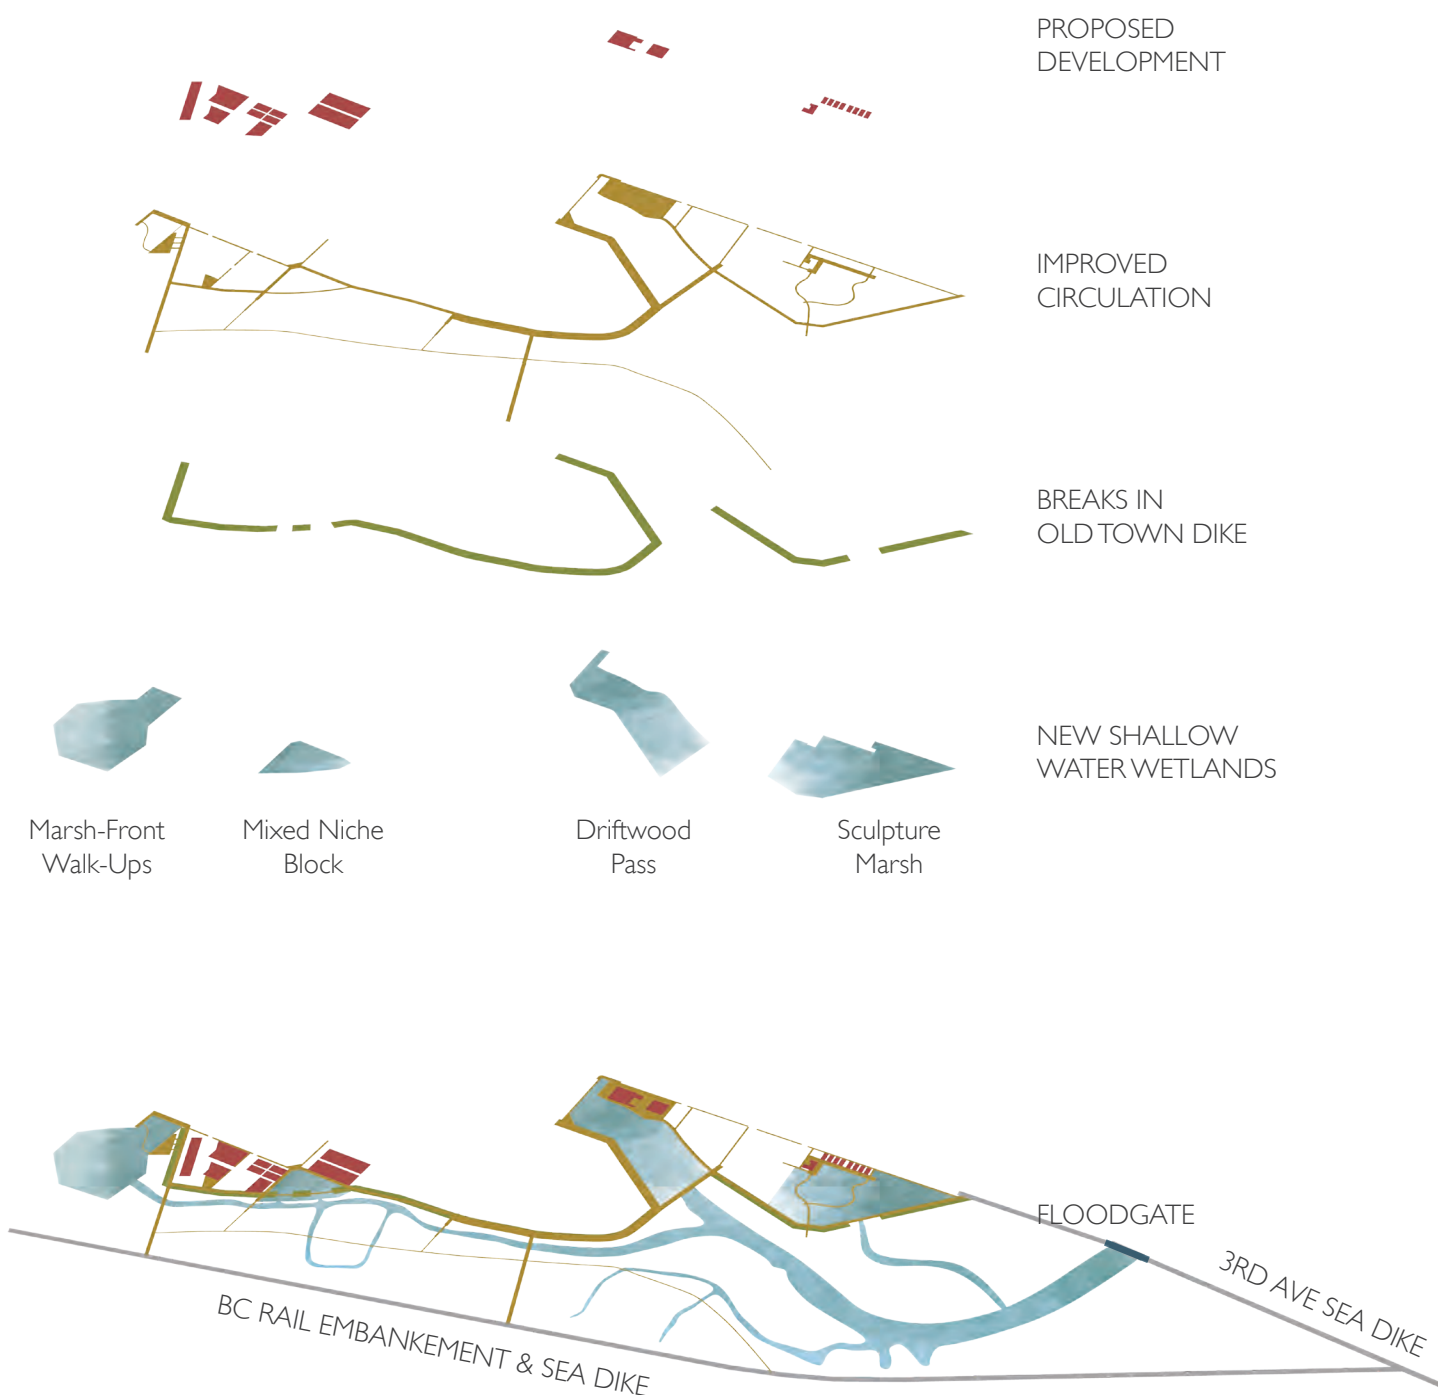 PROPOSED
DEVELOPMENT
IMPROVED
CIRCULATION
BREAKS IN
OLD TOWN DIKE
NEW SHALLOW
WATER WETLANDS
Marsh-Front
Walk-Ups
Mixed Niche
Block
Driftwood
Pass
Sculpture
Marsh
FLOODGATE
3RD AVE SEA DIKE
BC RAIL EMBANKEMENT & SEA DIKE